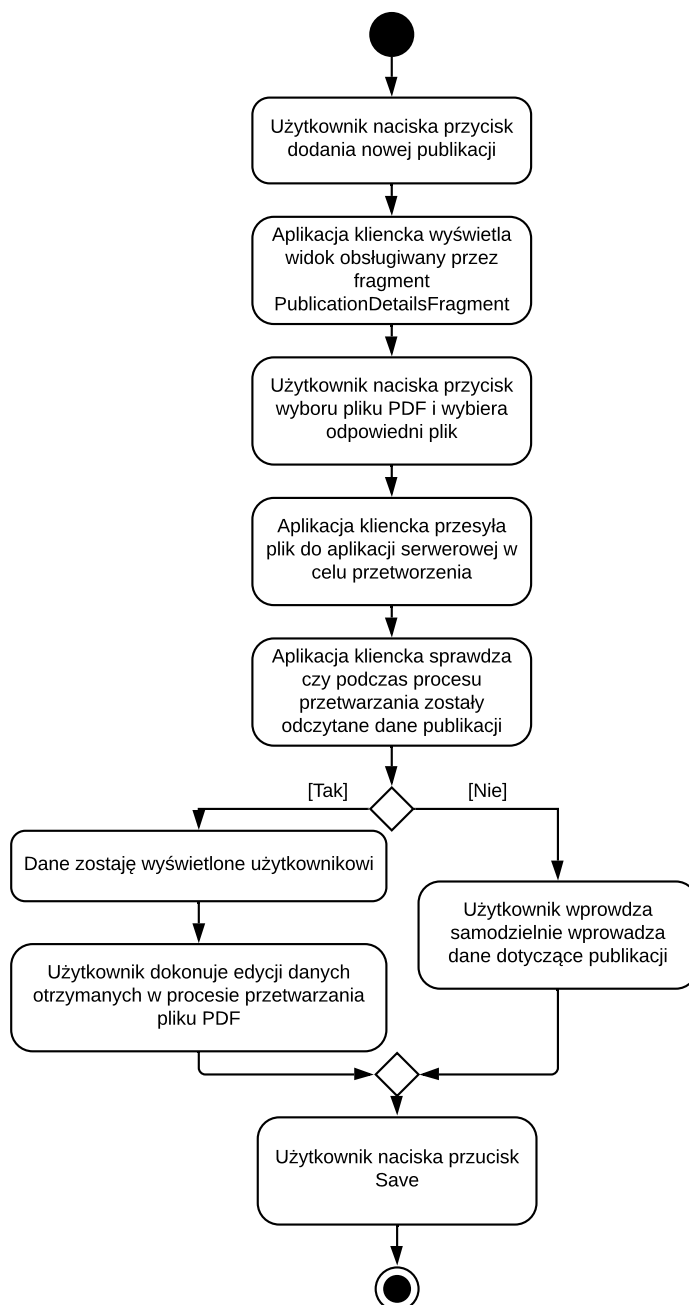 Użytkownik naciska przycisk
dodania nowej publikacji
Aplikacja kliencka wyświetla
widok obsługiwany przez
fragment
PublicationDetailsFragment
Użytkownik naciska przycisk
wyboru pliku PDF i wybiera
odpowiedni plik
Aplikacja kliencka przesyła
plik do aplikacji serwerowej w
celu przetworzenia
Aplikacja kliencka sprawdza
czy podczas procesu
przetwarzania zostały
odczytane dane publikacji
[Tak]
[Nie]
Dane zostaję wyświetlone użytkownikowi
Użytkownik wprowdza
samodzielnie wprowadza
dane dotyczące publikacji
Użytkownik dokonuje edycji danych
otrzymanych w procesie przetwarzania
pliku PDF
Użytkownik naciska przucisk
Save